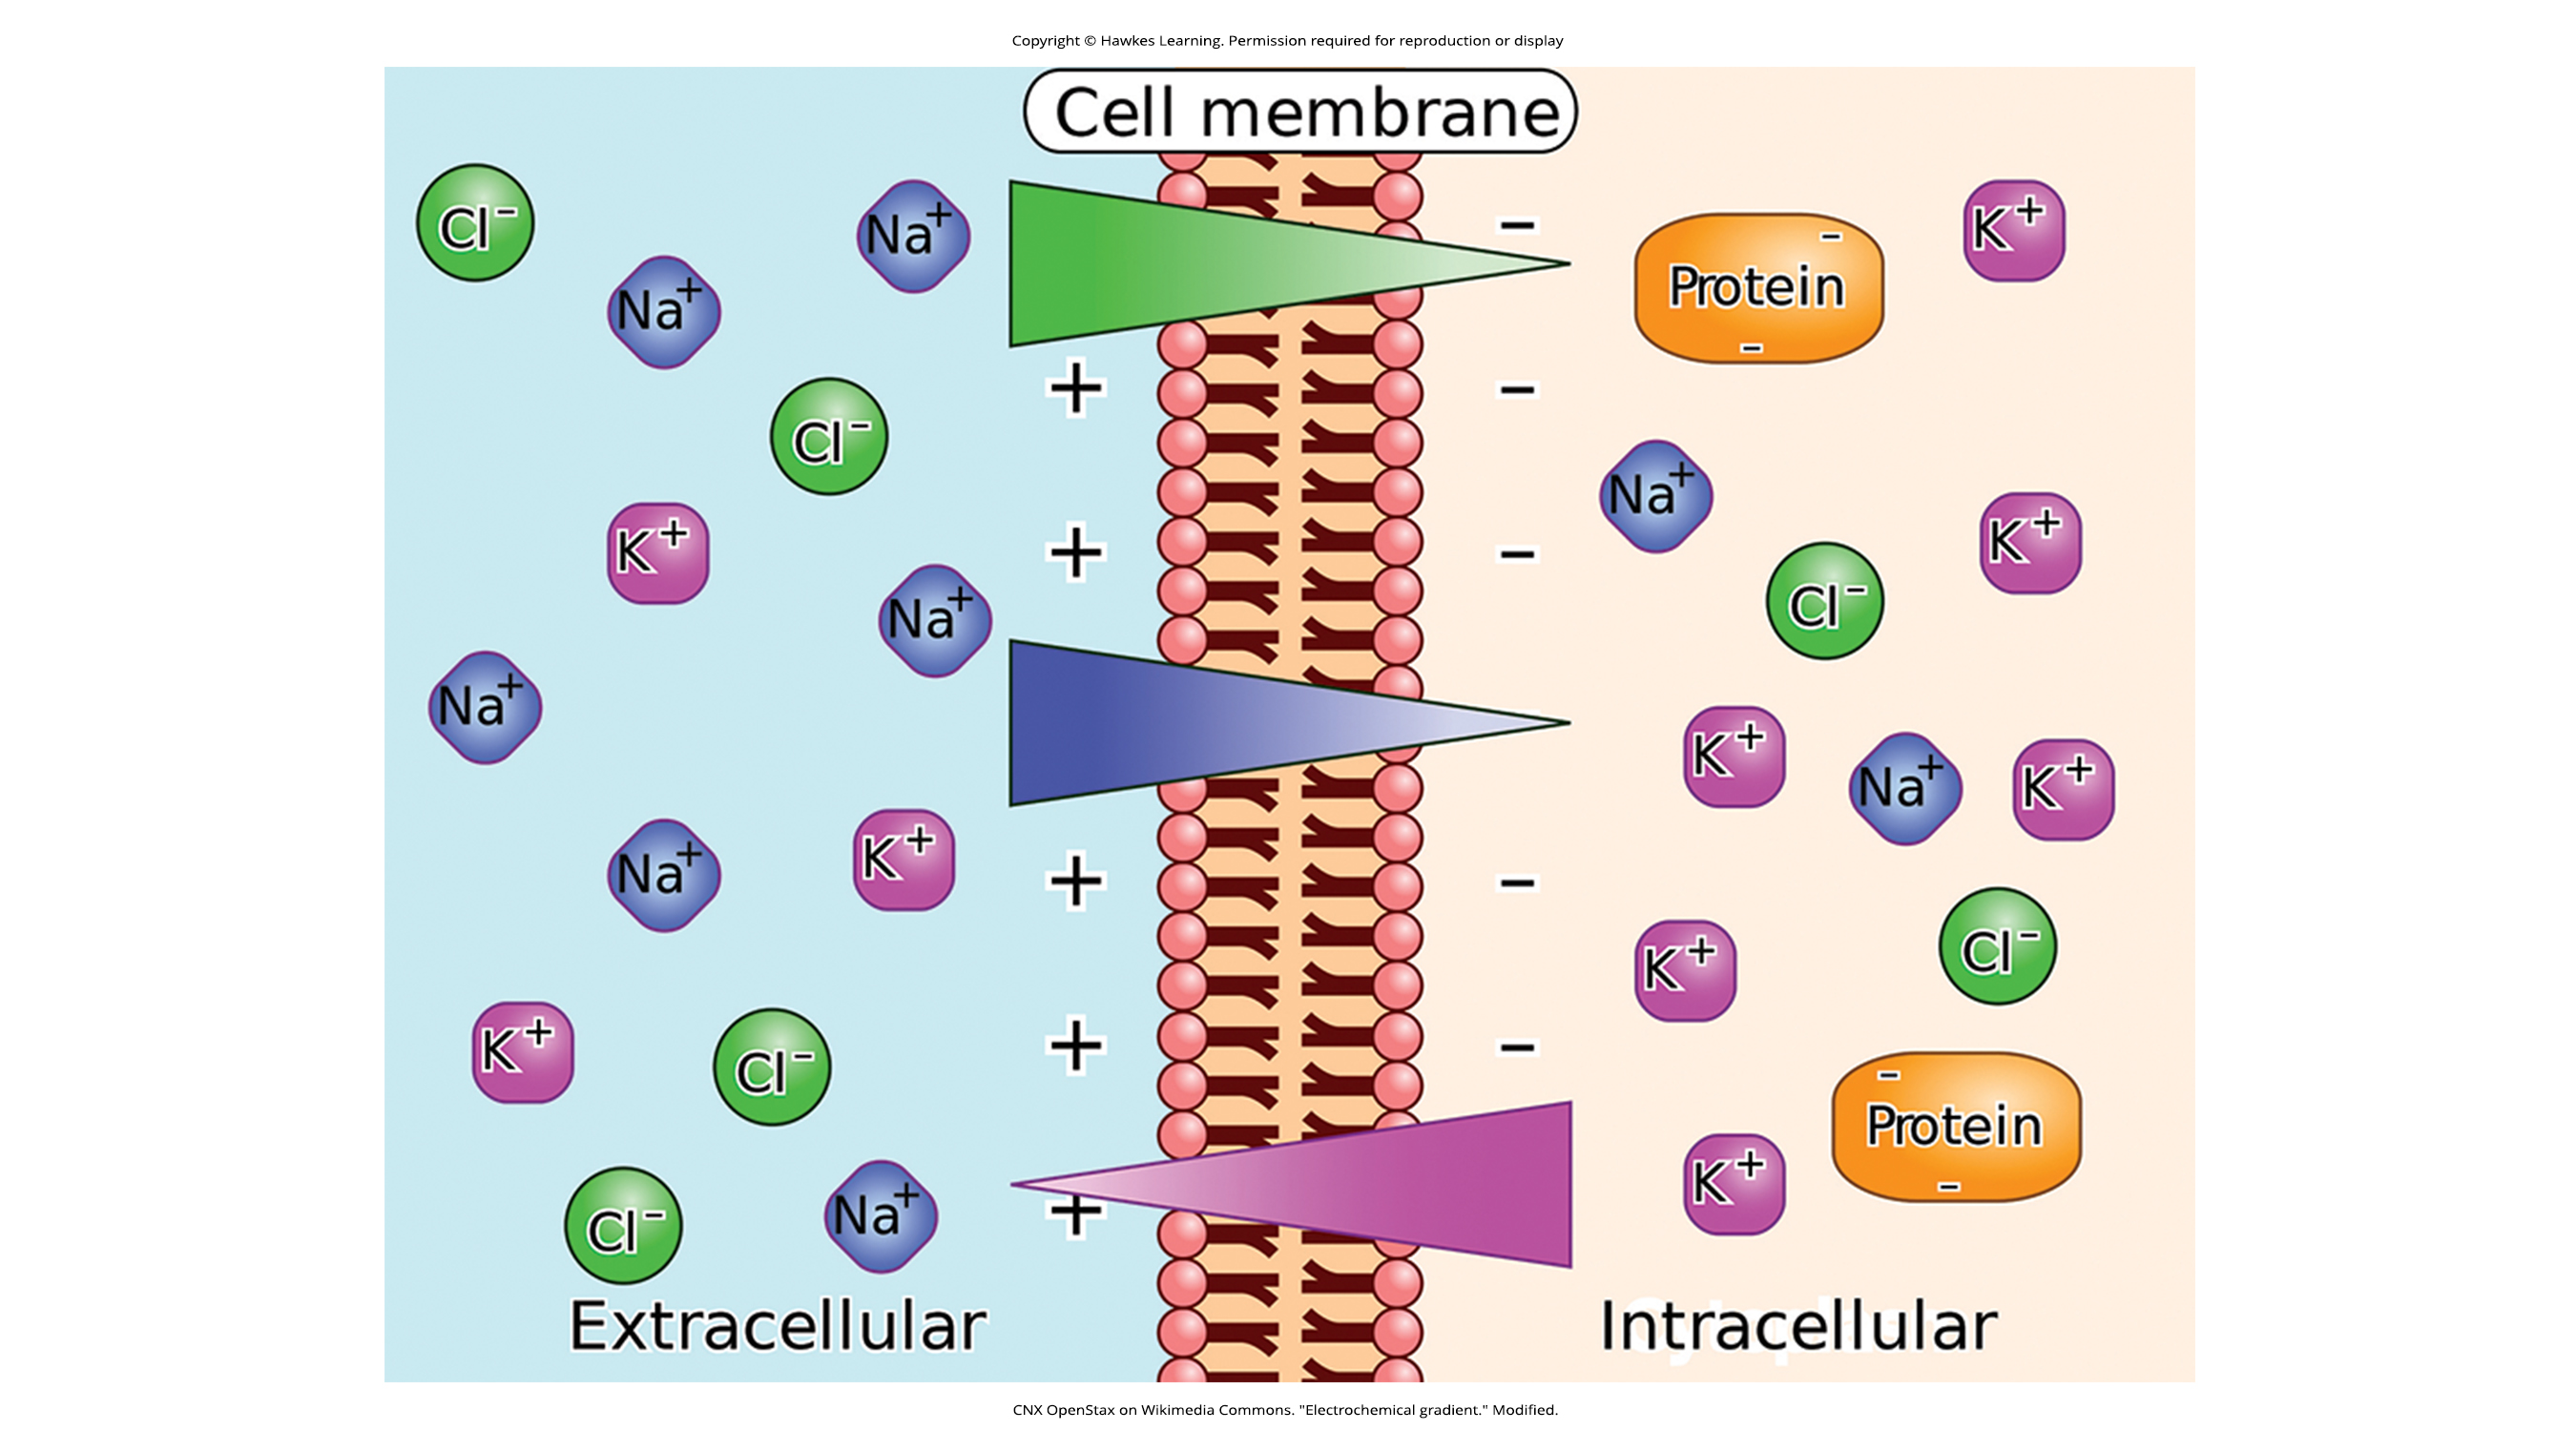 Copyright © Hawkes Learning. Permission required for reproduction or display
Cell membrane
Cl⁻
Na⁺
Na⁺
Cl⁻
K⁺
Na⁺
Na⁺
Na⁺
K⁺
K⁺
Cl⁻
Cl⁻
Na⁺
+
+
+
+
+
−
−
−
−
−
Protein
−
−
K⁺
Na⁺
K⁺
Cl⁻
K⁺
Na⁺
K⁺
K⁺
Cl⁻
Protein
−
−
K⁺
Extracellular
Intracellular
CNX OpenStax on Wikimedia Commons. "Electrochemical gradient." Modified.